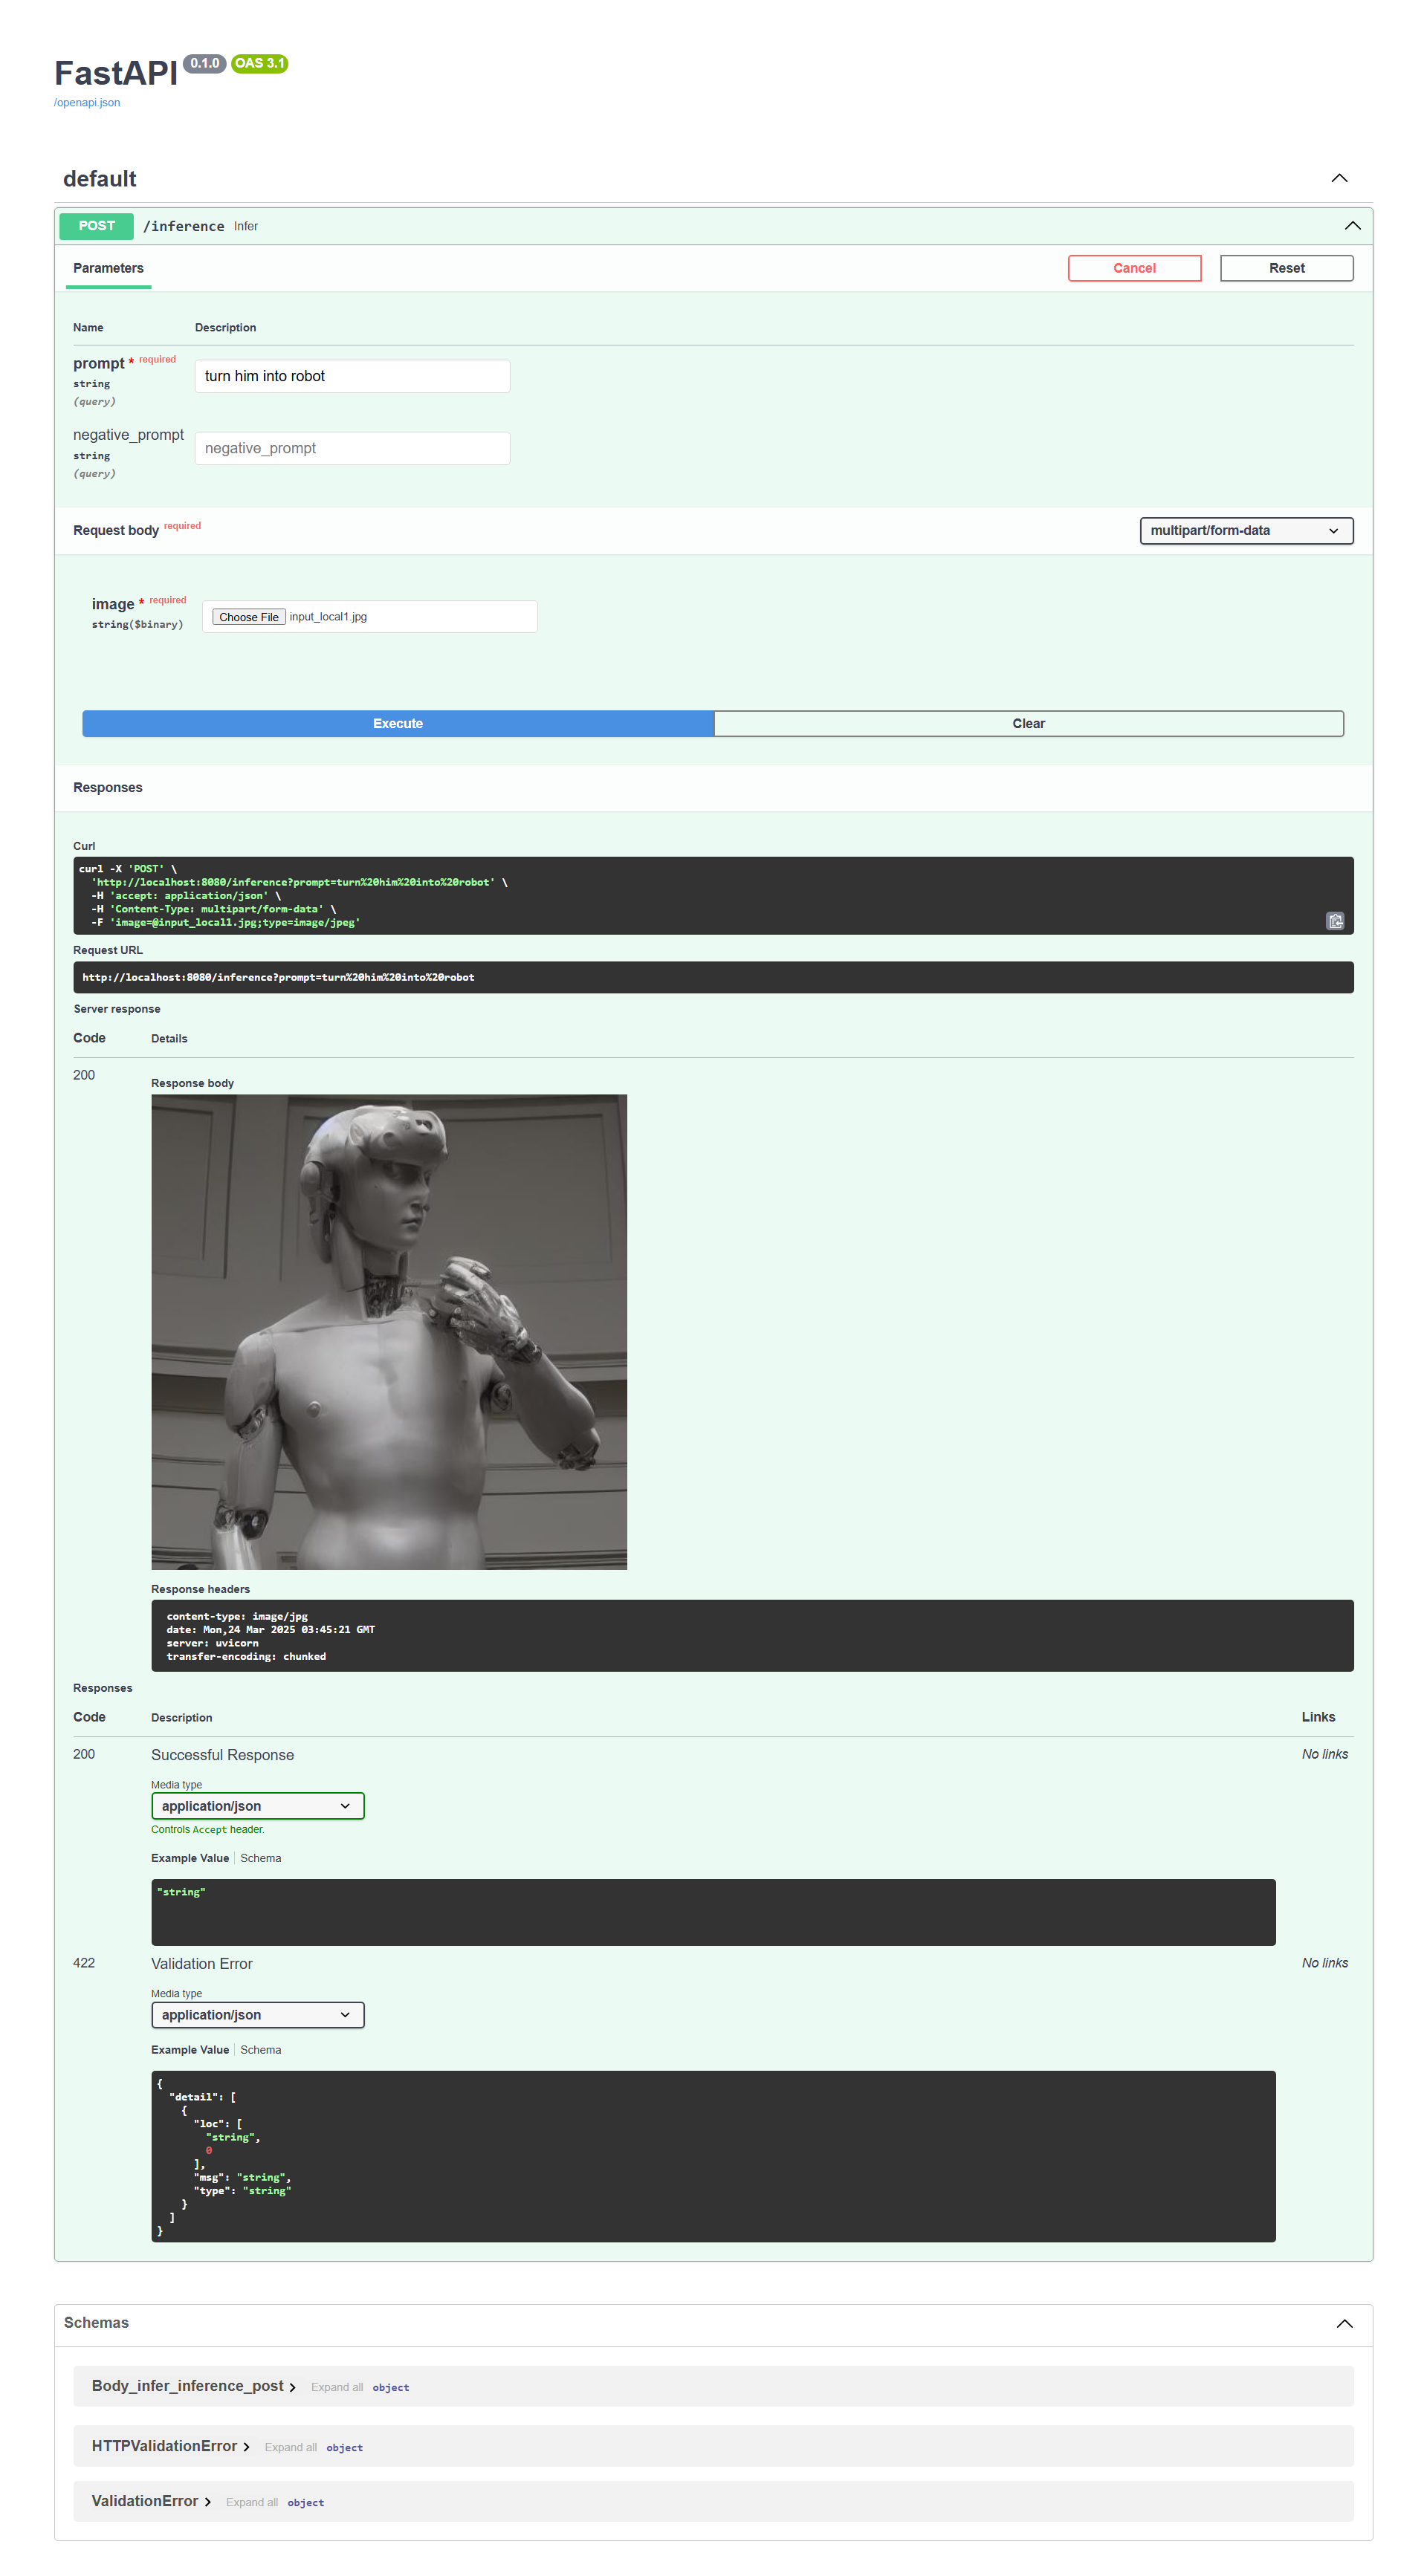 FastAPI 0.1.0 OAS 3.1
/openapi.json
default
POST /inference Infer
Parameters
Cancel
Reset
Name Description
prompt * required
string
(query)
turn him into robot
negative_prompt
string
(query)
negative_prompt
Request body required
multipart/form-data
image * required
string($binary)
Choose File input_local1.jpg
Execute
Clear
Responses
Curl
curl -X 'POST' \
'http://localhost:8080/inference?prompt=turn%20him%20into%20robot' \
-H 'accept: application/json' \
-H 'Content-Type: multipart/form-data' \
-F 'image=@input_local1.jpg;type=image/jpeg'
Request URL
http://localhost:8080/inference?prompt=turn%20him%20into%20robot
Server response
Code Details
200
Response body
Response headers
content-type: image/jpg
date: Mon,24 Mar 2025 03:45:21 GMT
server: uvicorn
transfer-encoding: chunked
Responses
Code Description Links
200 Successful Response No links
Media type
application/json
Controls Accept header.
Example Value Schema
"string"
422 Validation Error No links
Media type
application/json
Example Value Schema
{
"detail": [
{
"loc": [
"string",
0
],
"msg": "string",
"type": "string"
}
]
}
Schemas
Body_infer_inference_post Expand all object
HTTPValidationError Expand all object
ValidationError Expand all object